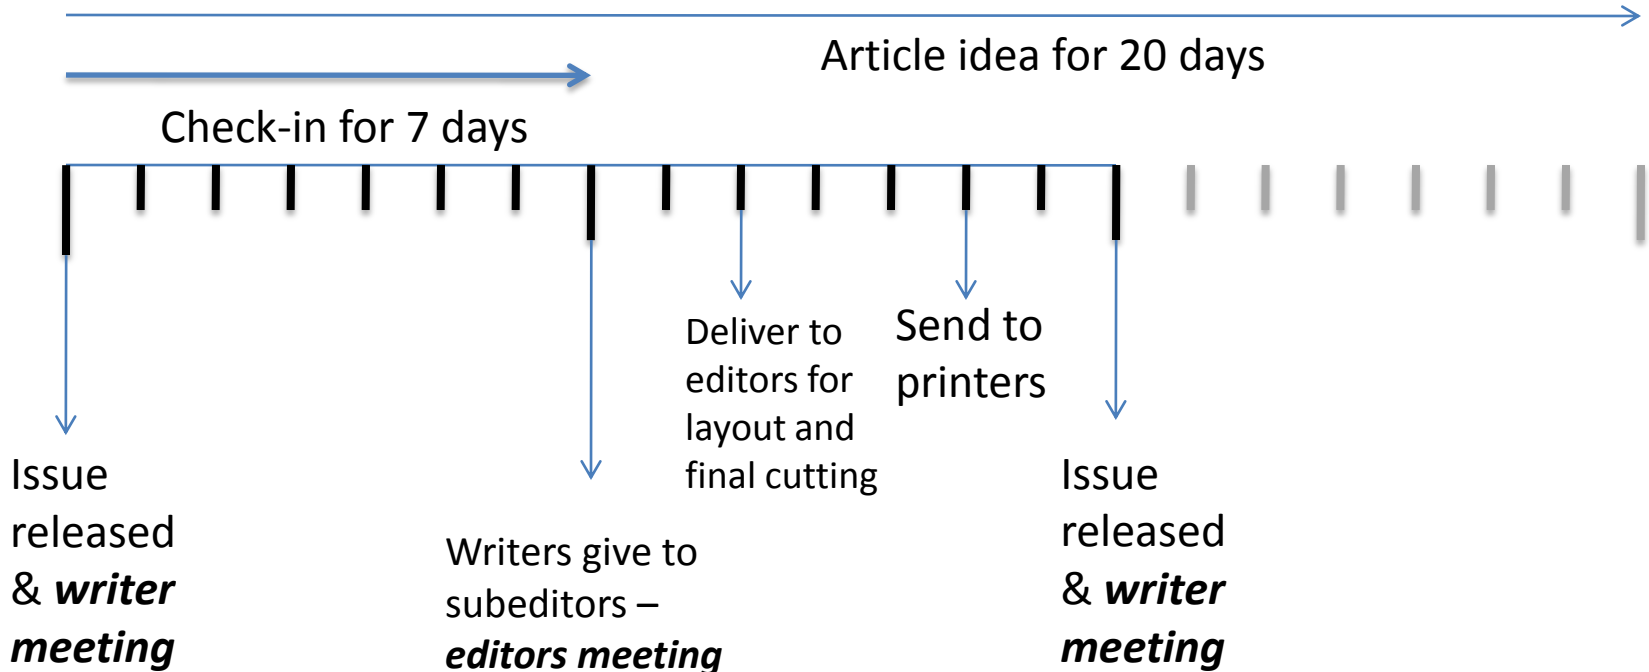 Article idea for 20 days
Check-in for 7 days
Issue
released
& writer
meeting
Writers give to
subeditors –
editors meeting
Deliver to
editors for
layout and
final cutting
Send to
printers
Issue
released
& writer
meeting